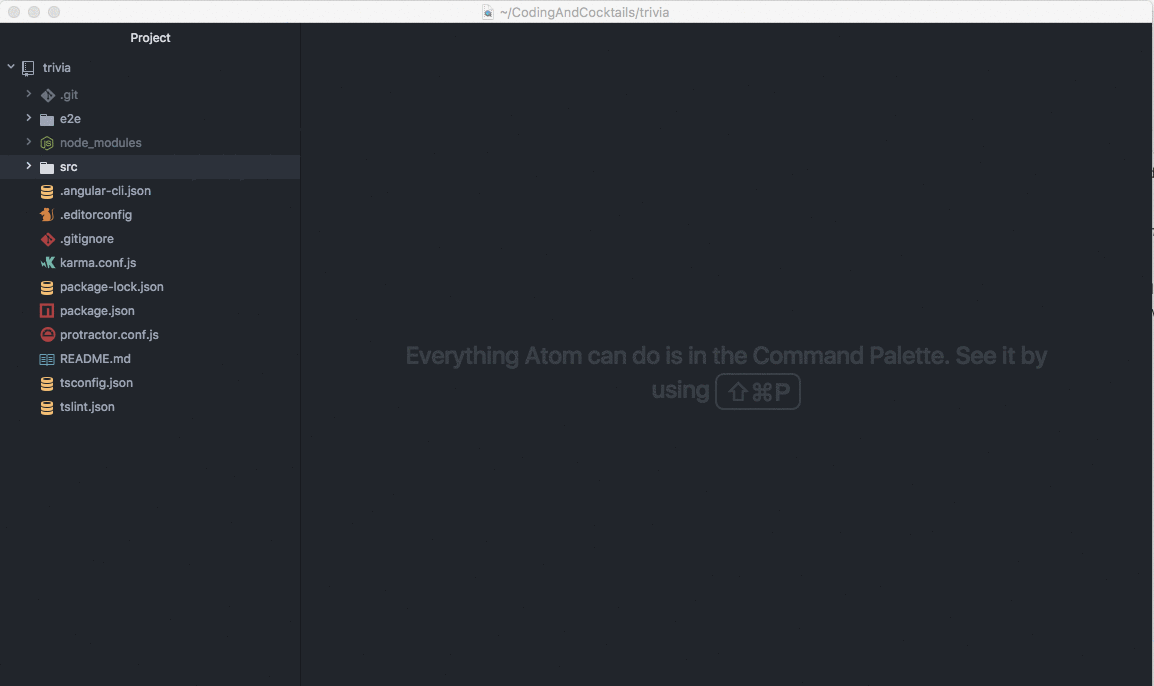 ~/CodingAndCocktails/trivia
Project
trivia
.git
e2e
node_modules
src
.angular-cli.json
.editorconfig
.gitignore
karma.conf.js
package-lock.json
package.json
protractor.conf.js
README.md
tsconfig.json
tslint.json
Everything Atom can do is in the Command Palette. See it by
using ⇧⌘P